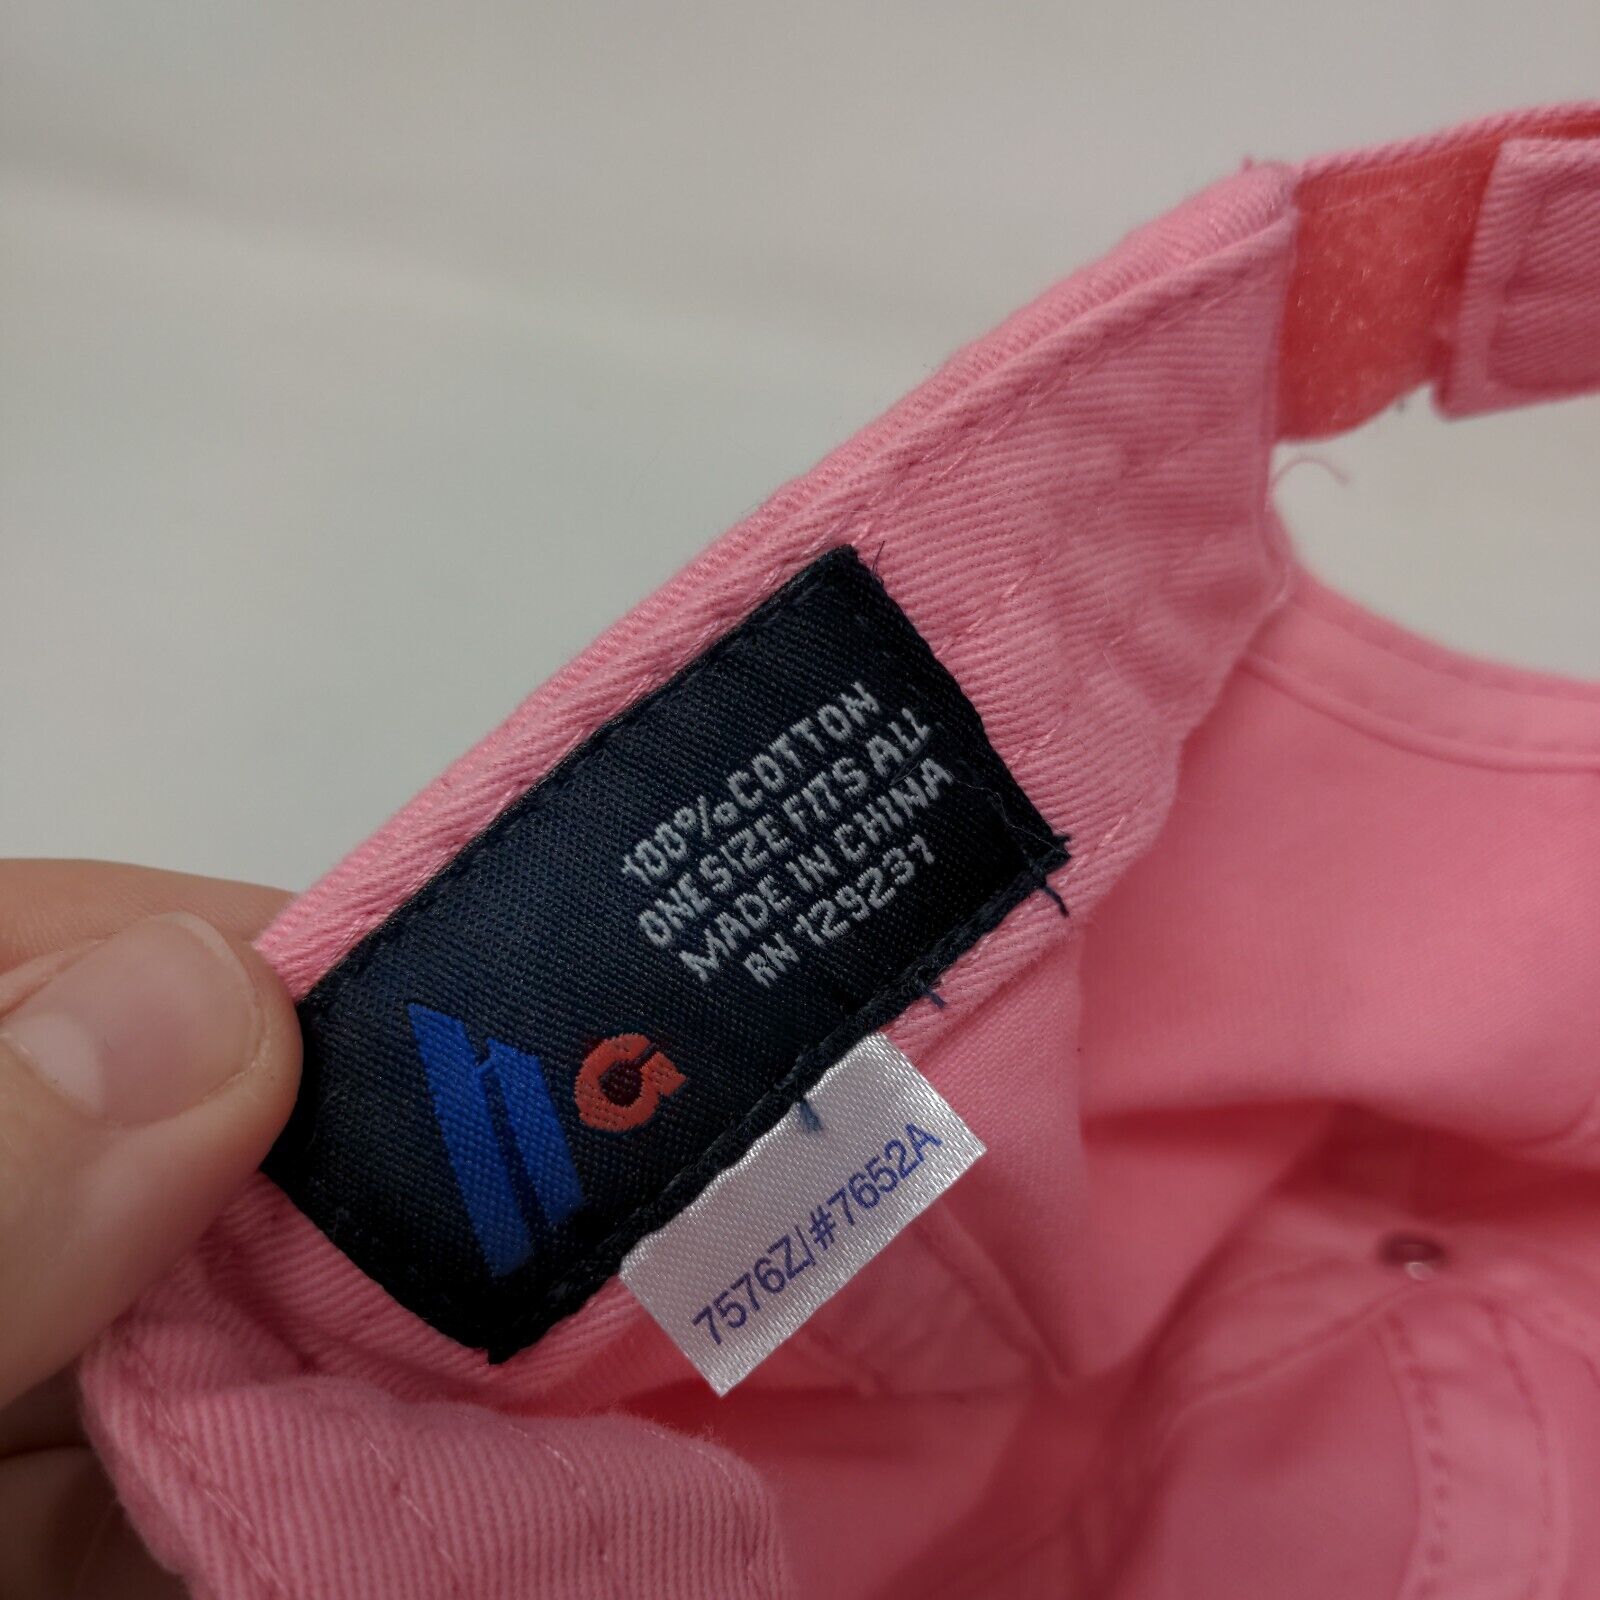 100% COTTON
ONE SIZE FITS ALL
MADE IN CHINA
RN 129237
7576Z/#7652A